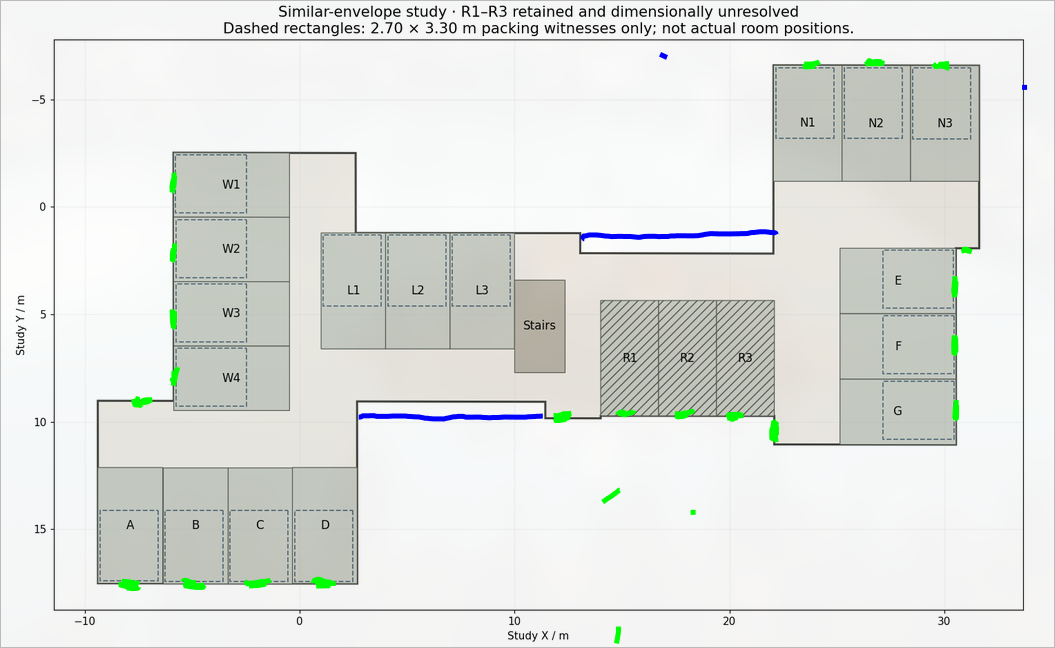 Similar-envelope study · R1–R3 retained and dimensionally unresolved
Dashed rectangles: 2.70 × 3.30 m packing witnesses only; not actual room positions.
−5
0
5
10
15
Study Y / m
−10
0
10
20
30
Study X / m
N1
N2
N3
W1
W2
W3
W4
L1
L2
L3
Stairs
R1
R2
R3
E
F
G
A
B
C
D